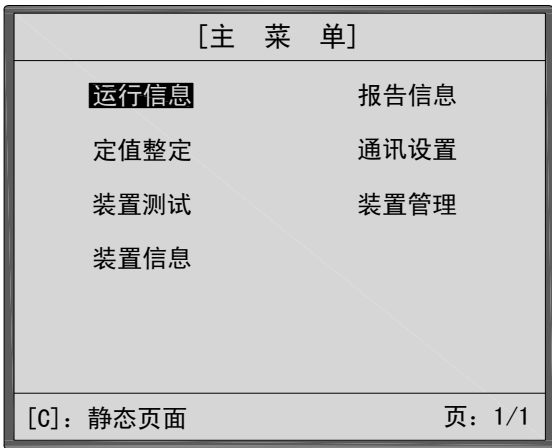 [主 菜 单]
运行信息 报告信息
定值整定 通讯设置
装置测试 装置管理
装置信息
[C]: 静态页面 页: 1/1